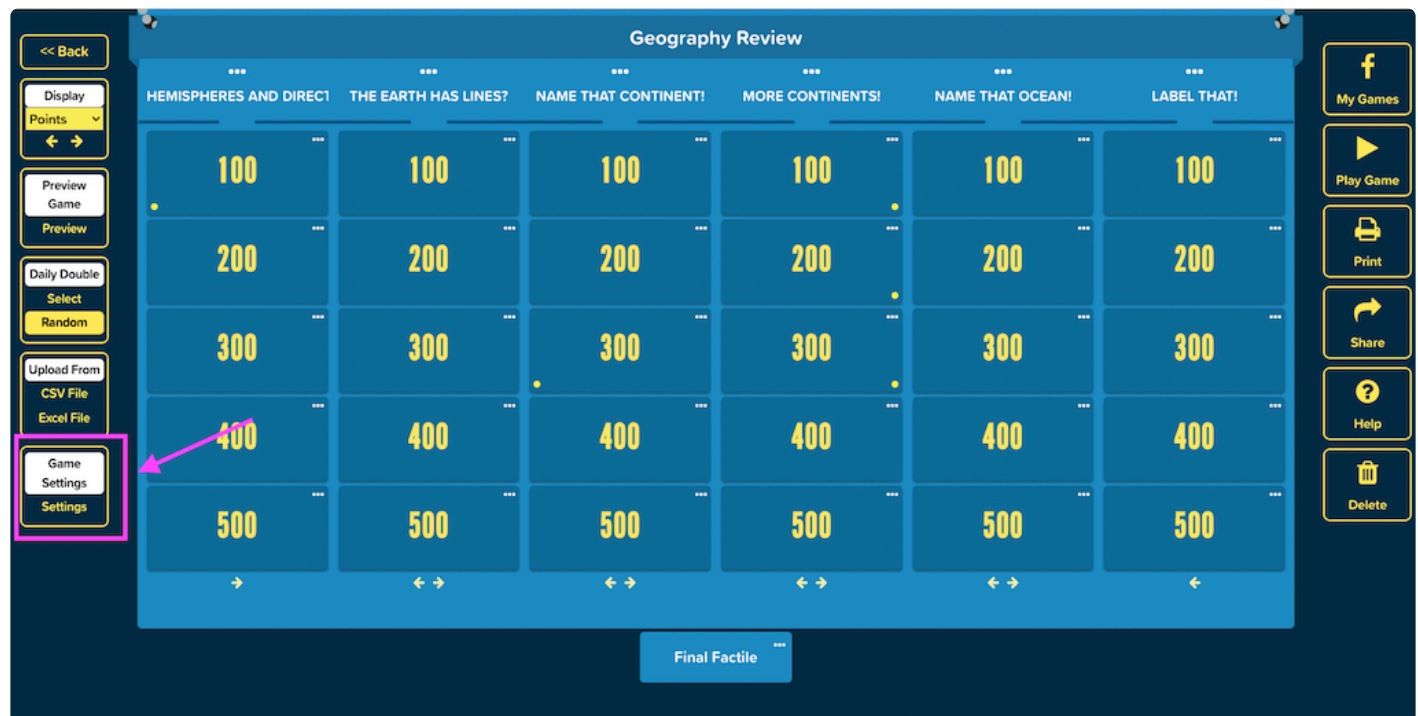 Geography Review
<< Back
Display
Points
Preview
Game
Preview
Daily Double
Select
Random
Upload From
CSV File
Excel File
Game
Settings
Settings
HEMISPHERES AND DIRECT THE EARTH HAS LINES? NAME THAT CONTINENT! MORE CONTINENTS! NAME THAT OCEAN! LABEL THAT!
100 100 100 100 100 100
200 200 200 200 200 200
300 300 300 300 300 300
400 400 400 400 400 400
500 500 500 500 500 500
Final Factile
My Games
Play Game
Print
Share
Help
Delete